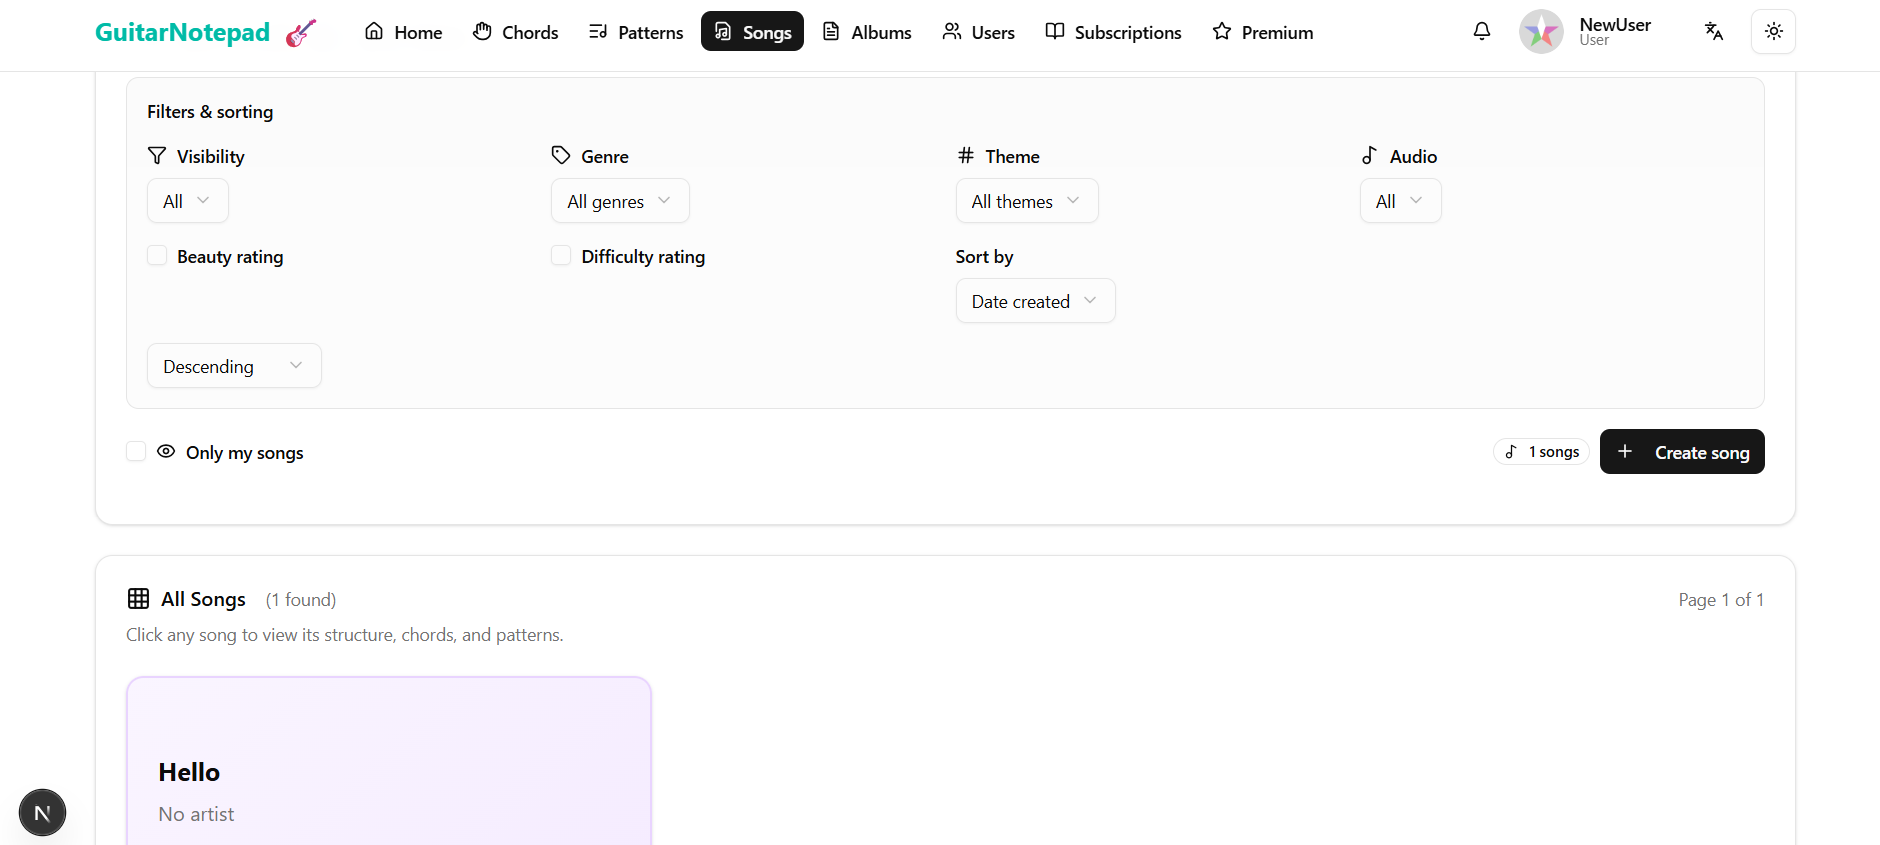 GuitarNotepad
Home
Chords
Patterns
Songs
Albums
Users
Subscriptions
Premium
NewUser
User
Filters & sorting
Visibility
Genre
Theme
Audio
All
All genres
All themes
All
Beauty rating
Difficulty rating
Sort by
Date created
Descending
Only my songs
1 songs
Create song
All Songs (1 found)
Page 1 of 1
Click any song to view its structure, chords, and patterns.
Hello
No artist
N